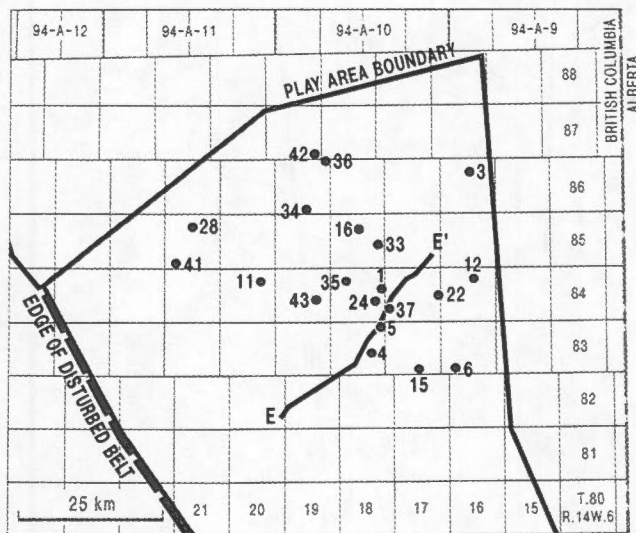 94-A-12 94-A-11 94-A-10 94-A-9
BRITISH COLUMBIA
ALBERTA
PLAY AREA BOUNDARY
88
87
42
36
3
86
34
28
16
33
E'
85
41
11
35
1
12
43
24
37
22
84
5
4
83
15
6
E
82
EDGE OF DISTURBED BELT
81
25 km
21 20 19 18 17 16 15 T.80
R.14W.6